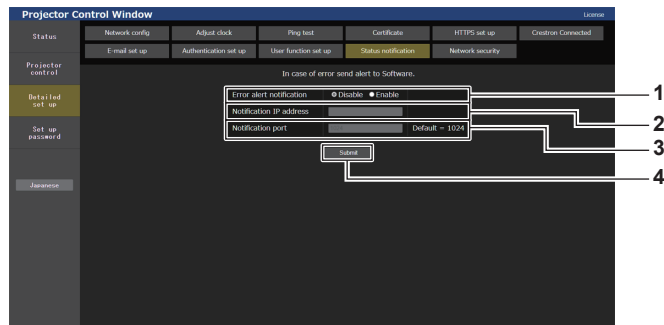 Projector Control Window
License
Status
Network config
Adjust clock
Ping test
Certificate
HTTPS set up
Crestron Connected
E-mail set up
Authentication set up
User function set up
Status notification
Network security
Projector
control
Detailed
set up
Set up
password
Japanese
In case of error send alert to Software.
Error alert notification Disable Enable
1
Notification IP address
2
Notification port Default = 1024
3
Submit
4